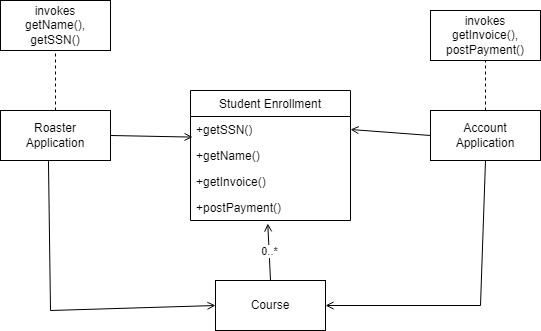 invokes
getName(),
getSSN()
invokes
getInvoice(),
postPayment()
Student Enrollment
+getSSN()
+getName()
+getInvoice()
+postPayment()
Roaster
Application
Account
Application
0..*
Course